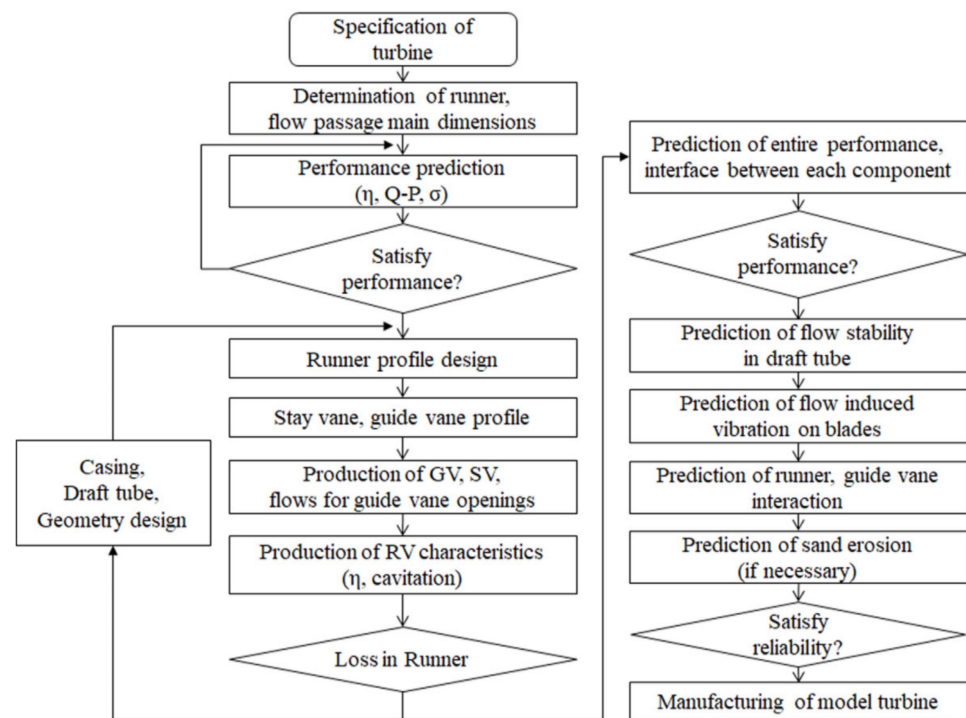 Specification of
turbine
Determination of runner,
flow passage main dimensions
Performance prediction
(η, Q-P, σ)
Satisfy
performance?
Runner profile design
Stay vane, guide vane profile
Production of GV, SV,
flows for guide vane openings
Production of RV characteristics
(η, cavitation)
Loss in Runner
Casing,
Draft tube,
Geometry design
Prediction of entire performance,
interface between each component
Satisfy
performance?
Prediction of flow stability
in draft tube
Prediction of flow induced
vibration on blades
Prediction of runner, guide vane
interaction
Prediction of sand erosion
(if necessary)
Satisfy
reliability?
Manufacturing of model turbine